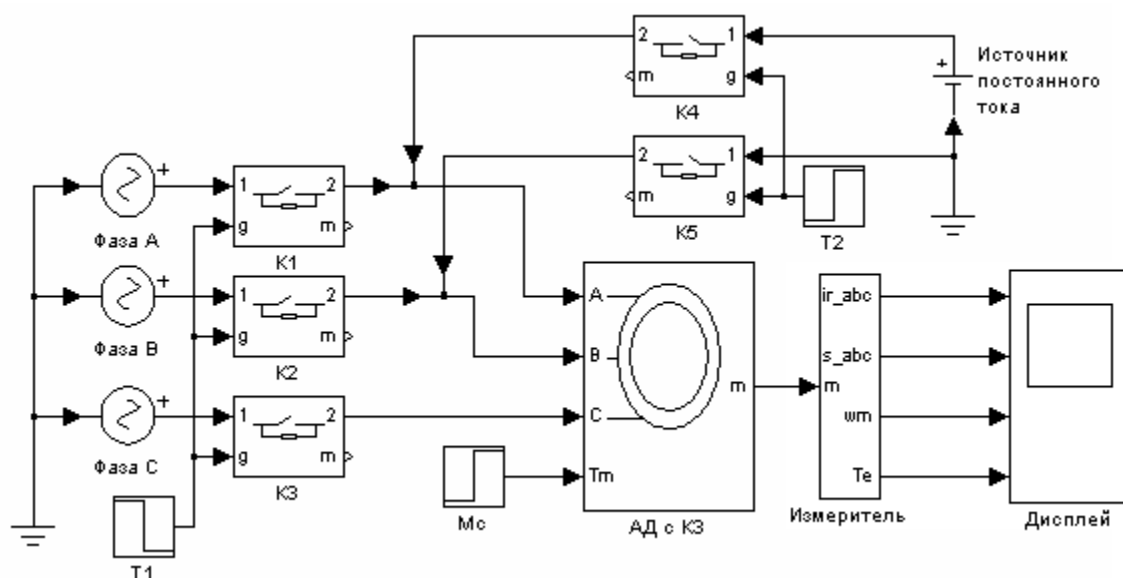 2 1
m g
K4
+
Источник
постоянного
тока
2 1
m g
K5
T2
+
Фаза A
1 2
g m
K1
+
Фаза B
1 2
g m
K2
+
Фаза C
1 2
g m
K3
T1
Mc
A
B
C
Tm
m
АД с КЗ
ir_abc
s_abc
m
wm
Te
Измеритель
Дисплей